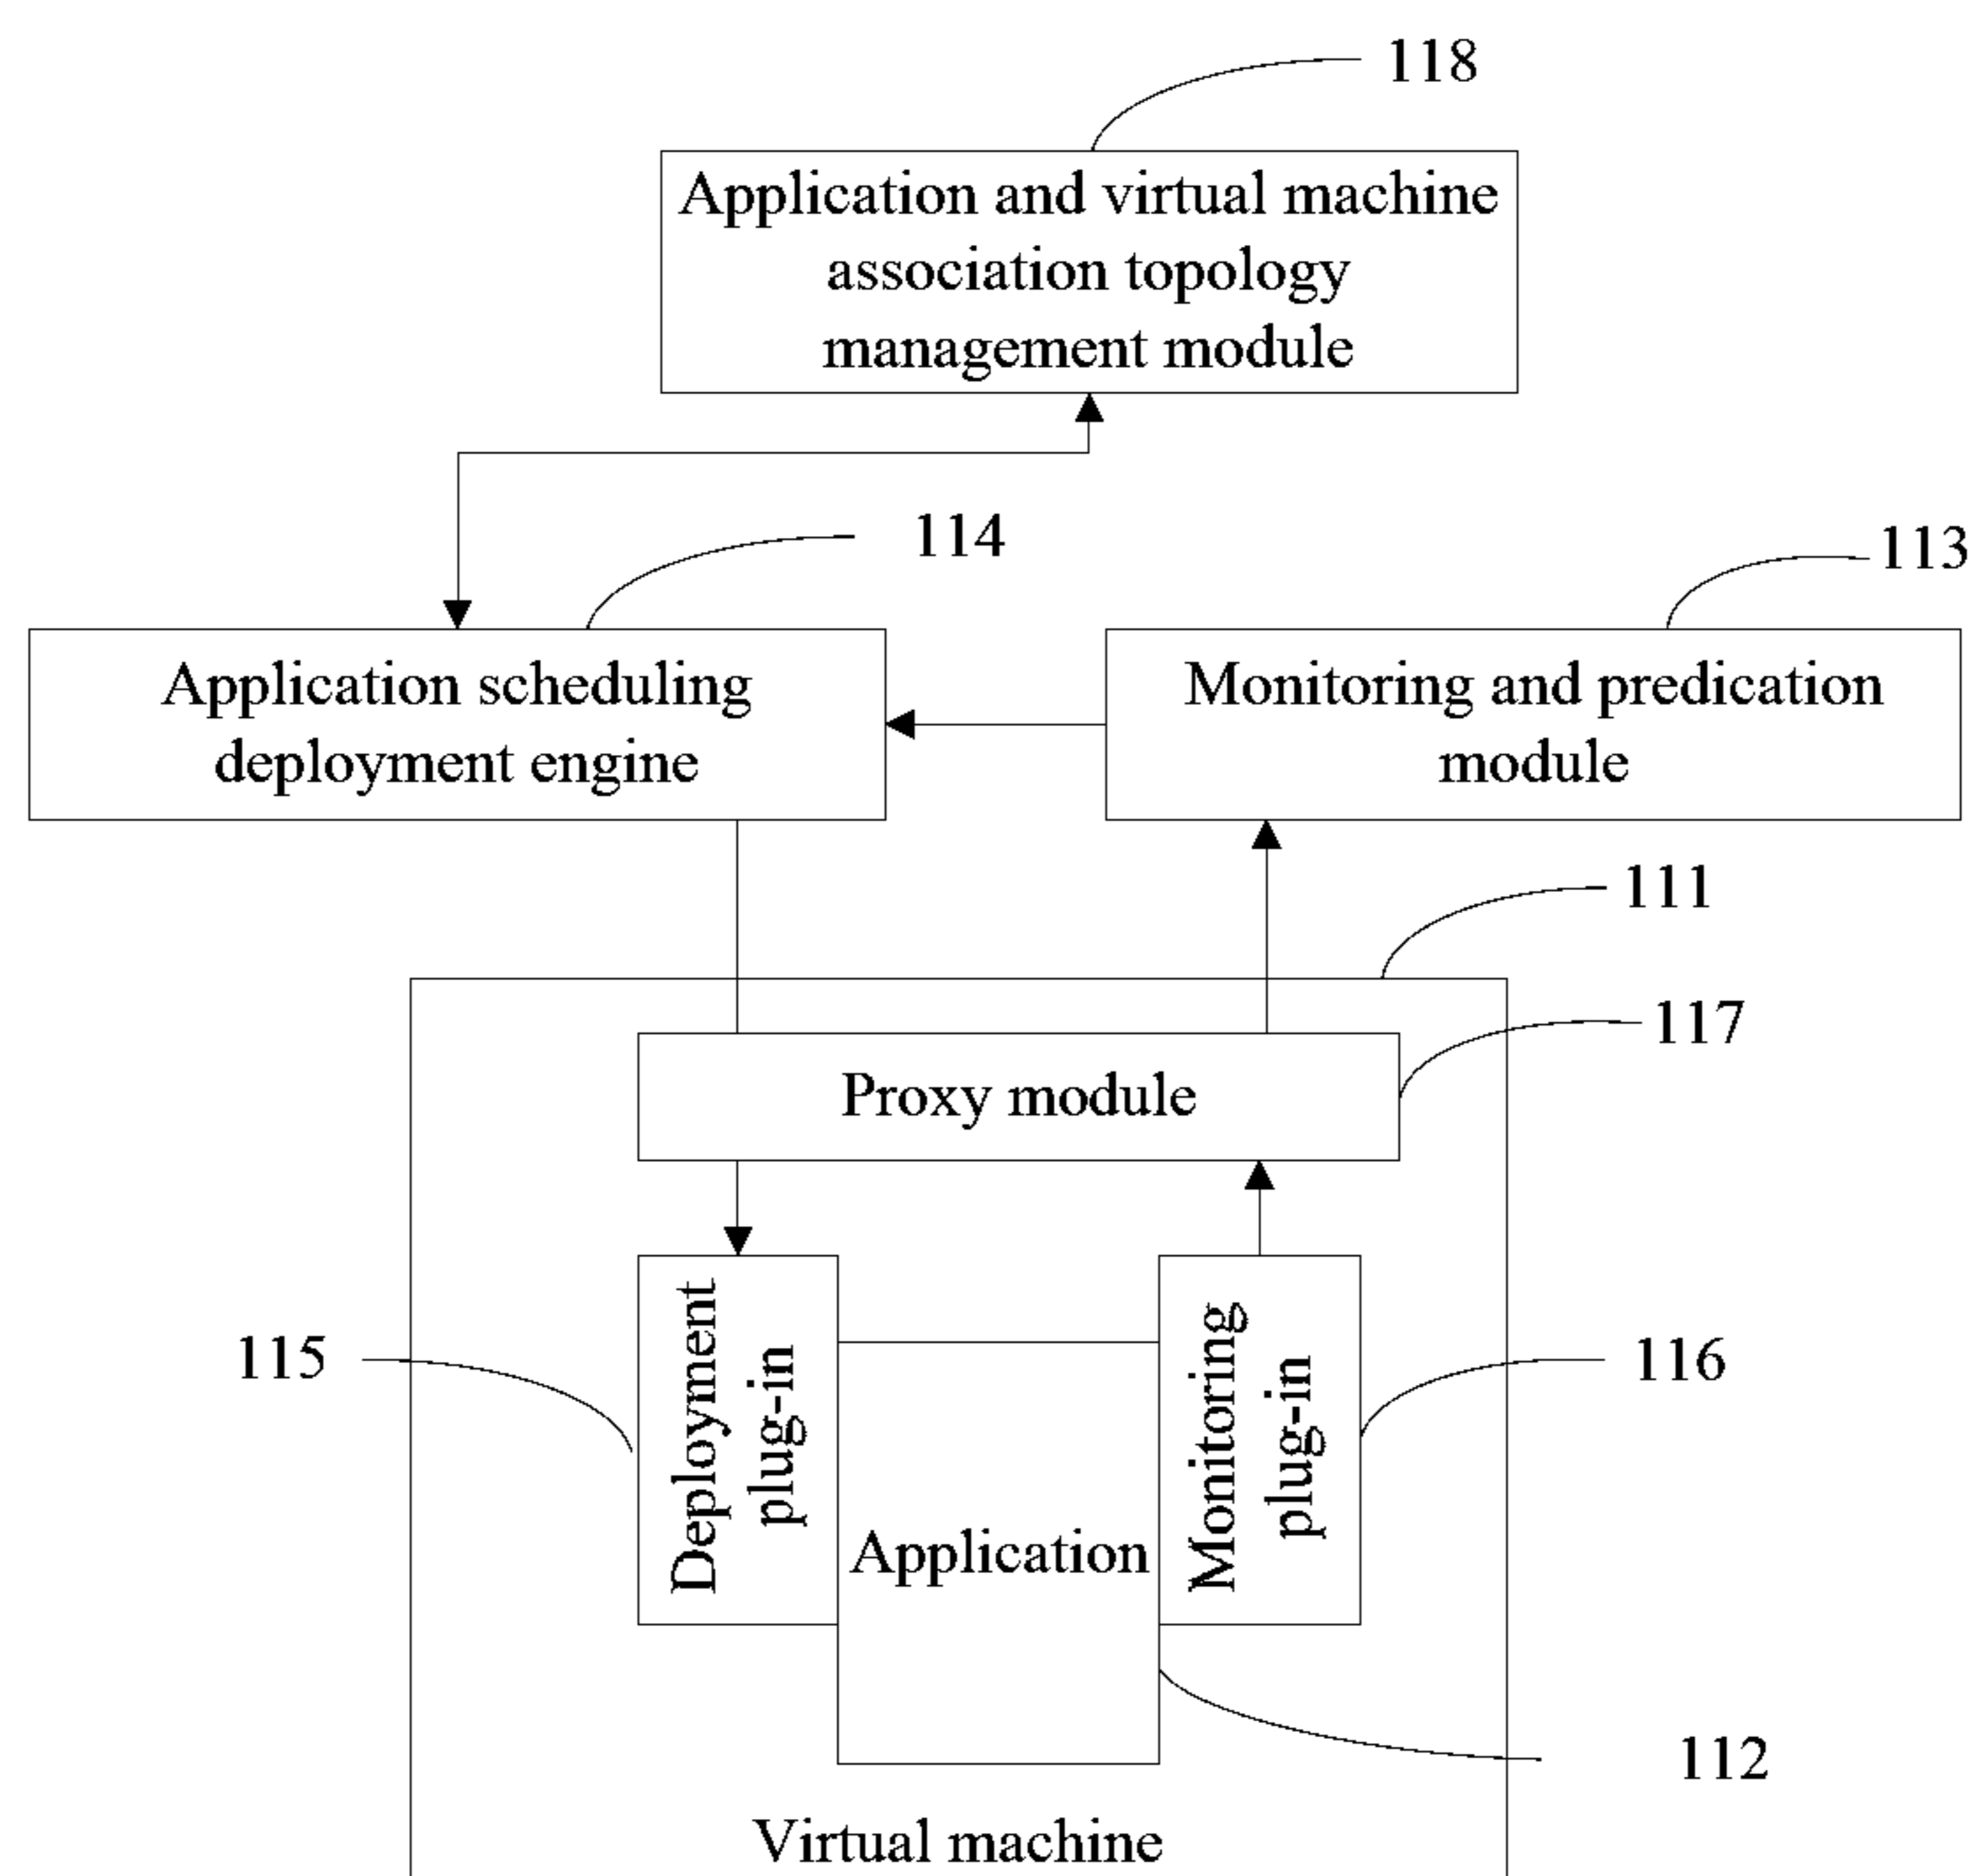 118
Application and virtual machine
association topology
management module
114
113
Application scheduling
deployment engine
Monitoring and predication
module
111
117
Proxy module
Deployment
plug-in
Monitoring
plug-in
115
116
Application
112
Virtual machine